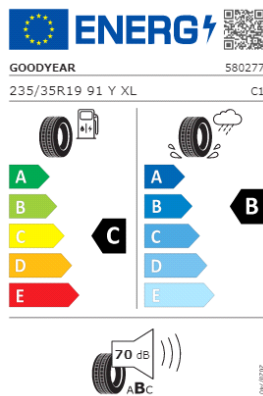 ENERG
GOODYEAR 580277
235/35R19 91 Y XL C1
A A
B B B
C C C
D D
E E
70 dB
ABC